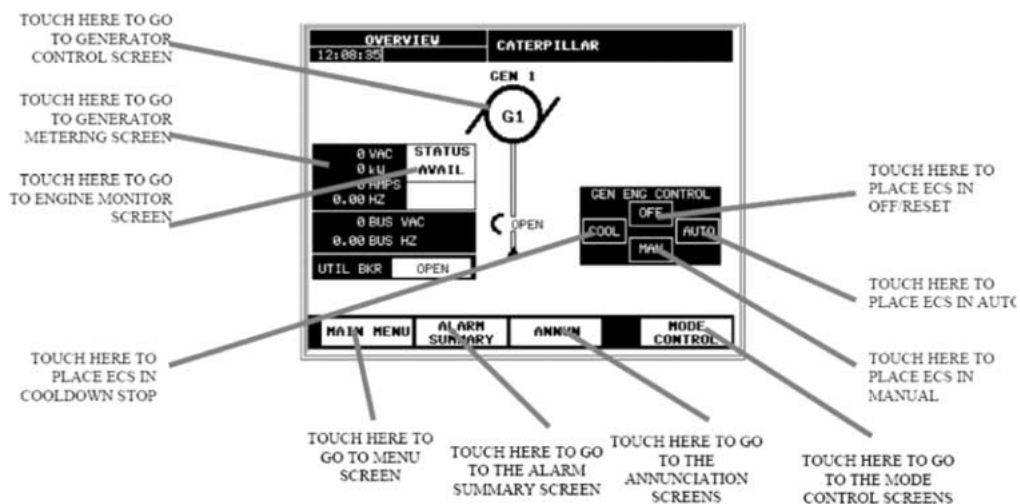 TOUCH HERE TO GO
TO GENERATOR
CONTROL SCREEN
TOUCH HERE TO GO
TO GENERATOR
METERING SCREEN
TOUCH HERE TO GO
TO ENGINE MONITOR
SCREEN
TOUCH HERE TO
PLACE ECS IN
COOLDOWN STOP
OVERVIEW
12:08:35
CATERPILLAR
GEN 1
G1
0 VAC
0 kW
0 AMPS
0.00 HZ
STATUS
AVAIL
0 BUS VAC
0.00 BUS HZ
UTIL BKR OPEN
OPEN
GEN ENG CONTROL
OFF
COOL
AUTO
MAN
MAIN MENU
ALARM
SUMMARY
ANNUN
MODE
CONTROL
TOUCH HERE TO
PLACE ECS IN
OFF/RESET
TOUCH HERE TO
PLACE ECS IN AUTO
TOUCH HERE TO
PLACE ECS IN
MANUAL
TOUCH HERE TO
GO TO MENU
SCREEN
TOUCH HERE TO GO
TO THE ALARM
SUMMARY SCREEN
TOUCH HERE TO GO
TO THE
ANNUNCIATION
SCREENS
TOUCH HERE TO GO
TO THE MODE
CONTROL SCREENS